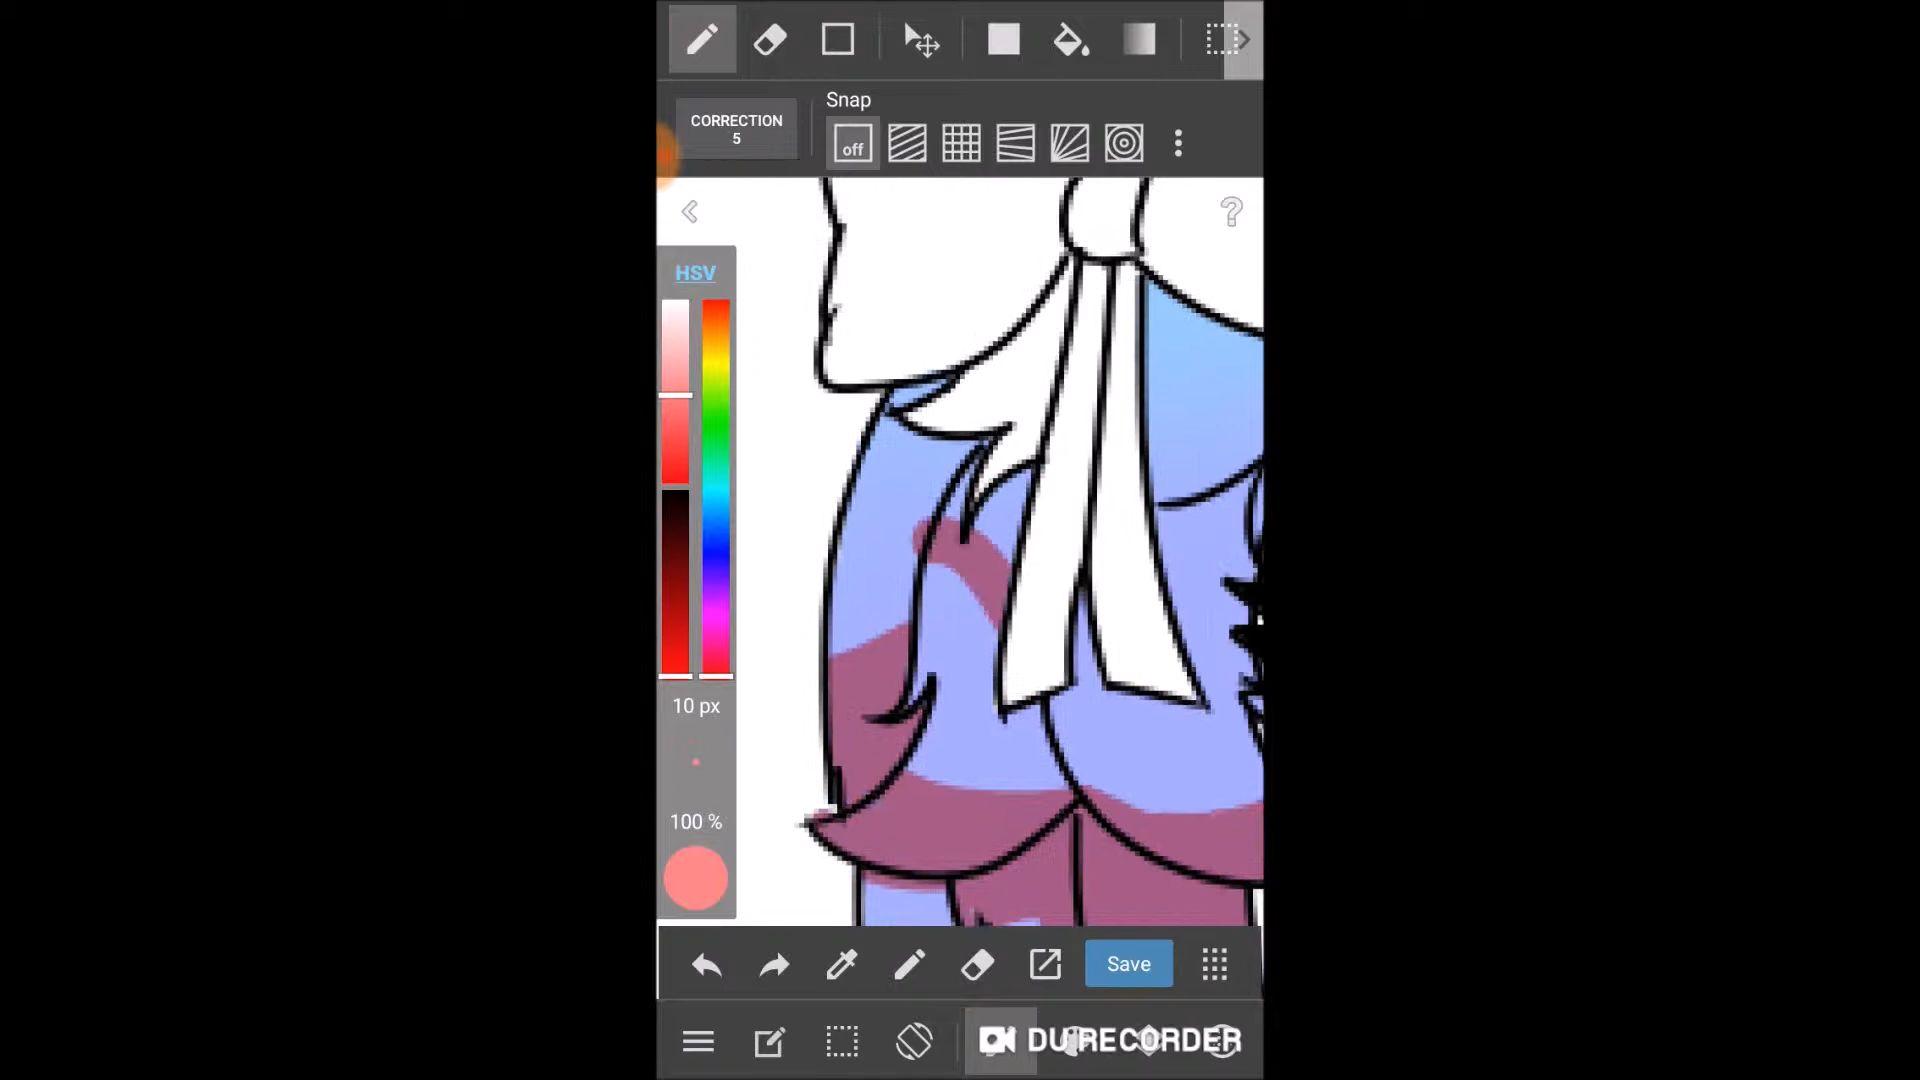 Snap
CORRECTION
5
off
HSV
10 px
100 %
Save
DU RECORDER